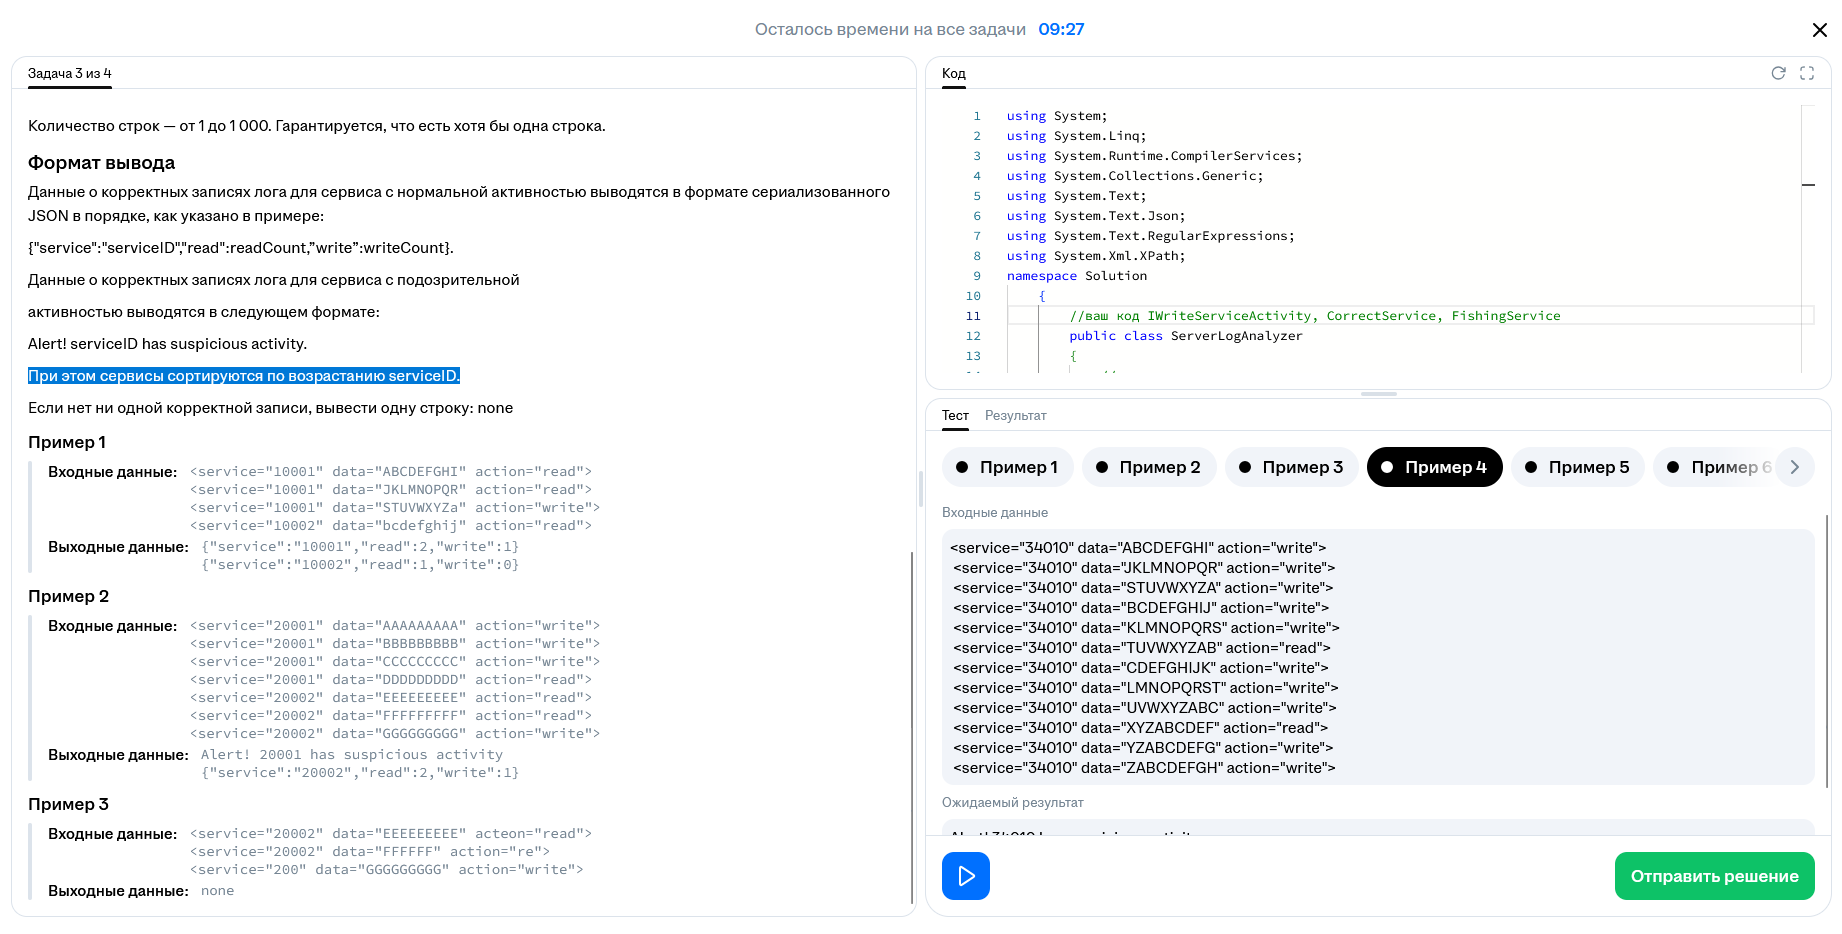 Осталось времени на все задачи 09:27
Задача 3 из 4
Количество строк — от 1 до 1 000. Гарантируется, что есть хотя бы одна строка.
Формат вывода
Данные о корректных записях лога для сервиса с нормальной активностью выводятся в формате сериализованного
JSON в порядке, как указано в примере:
{"service":"serviceID","read":readCount,”write”:writeCount}.
Данные о корректных записях лога для сервиса с подозрительной
активностью выводятся в следующем формате:
Alert! serviceID has suspicious activity.
При этом сервисы сортируются по возрастанию serviceID.
Если нет ни одной корректной записи, вывести одну строку: none
Пример 1
Входные данные: <service="10001" data="ABCDEFGHI" action="read">
<service="10001" data="JKLMNOPQR" action="read">
<service="10001" data="STUVWXYZa" action="write">
<service="10002" data="bcdefghij" action="read">
Выходные данные: {"service":"10001","read":2,"write":1}
{"service":"10002","read":1,"write":0}
Пример 2
Входные данные: <service="20001" data="AAAAAAAAA" action="write">
<service="20001" data="BBBBBBBBB" action="write">
<service="20001" data="CCCCCCCCC" action="write">
<service="20001" data="DDDDDDDDD" action="read">
<service="20002" data="EEEEEEEEE" action="read">
<service="20002" data="FFFFFFFFF" action="read">
<service="20002" data="GGGGGGGGG" action="write">
Выходные данные: Alert! 20001 has suspicious activity
{"service":"20002","read":2,"write":1}
Пример 3
Входные данные: <service="20002" data="EEEEEEEEE" acteon="read">
<service="20002" data="FFFFFF" action="re">
<service="200" data="GGGGGGGGG" action="write">
Выходные данные: none
Код
1 using System;
2 using System.Linq;
3 using System.Runtime.CompilerServices;
4 using System.Collections.Generic;
5 using System.Text;
6 using System.Text.Json;
7 using System.Text.RegularExpressions;
8 using System.Xml.XPath;
9 namespace Solution
10 {
11 //ваш код IWriteServiceActivity, CorrectService, FishingService
12 public class ServerLogAnalyzer
13 {
Тест Результат
Пример 1 Пример 2 Пример 3 Пример 4 Пример 5 Пример 6
Входные данные
<service="34010" data="ABCDEFGHI" action="write">
<service="34010" data="JKLMNOPQR" action="write">
<service="34010" data="STUVWXYZA" action="write">
<service="34010" data="BCDEFGHIJ" action="write">
<service="34010" data="KLMNOPQRS" action="write">
<service="34010" data="TUVWXYZAB" action="read">
<service="34010" data="CDEFGHIJK" action="write">
<service="34010" data="LMNOPQRST" action="write">
<service="34010" data="UVWXYZABC" action="write">
<service="34010" data="XYZABCDEF" action="read">
<service="34010" data="YZABCDEFG" action="write">
<service="34010" data="ZABCDEFGH" action="write">
Ожидаемый результат
Отправить решение